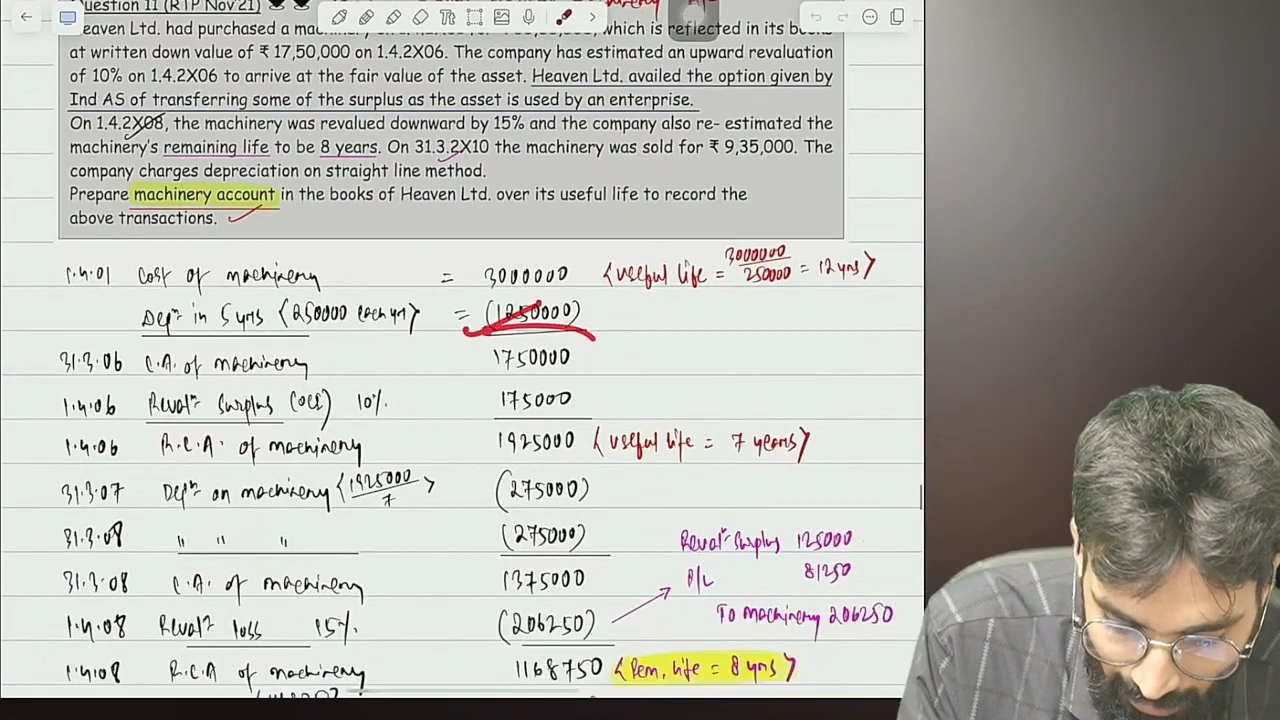 Question 11 (RTP Nov 21)
Heaven Ltd. had purchased a which is reflected in its books
at written down value of ₹ 17,50,000 on 1.4.2X06. The company has estimated an upward revaluation
of 10% on 1.4.2X06 to arrive at the fair value of the asset. Heaven Ltd. availed the option given by
Ind AS of transferring some of the surplus as the asset is used by an enterprise.
On 1.4.2X08, the machinery was revalued downward by 15% and the company also re- estimated the
machinery's remaining life to be 8 years. On 31.3.2X10 the machinery was sold for ₹ 9,35,000. The
company charges depreciation on straight line method.
Prepare machinery account in the books of Heaven Ltd. over its useful life to record the
above transactions.
1.4.01 Cost of machinery = 3000000 <useful life = 3000000/250000 = 12 yrs>
Depn in 5 yrs <250000 each yr> = (1250000)
31.3.06 C.A. of machinery 1750000
1.4.06 Revaln Surplus (OCI) 10%. 175000
1.4.06 R.C.A. of machinery 1925000 <useful life = 7 years>
31.3.07 Depn on machinery <1925000/7> (275000)
31.3.08 " " " (275000)
Revaln Surplus 125000
31.3.08 C.A. of machinery 1375000
P/L 81250
1.4.08 Revaln loss 15%. (206250)
To machinery 206250
1.4.08 R.C.A of machinery 1168750 <Rem. life = 8 yrs>